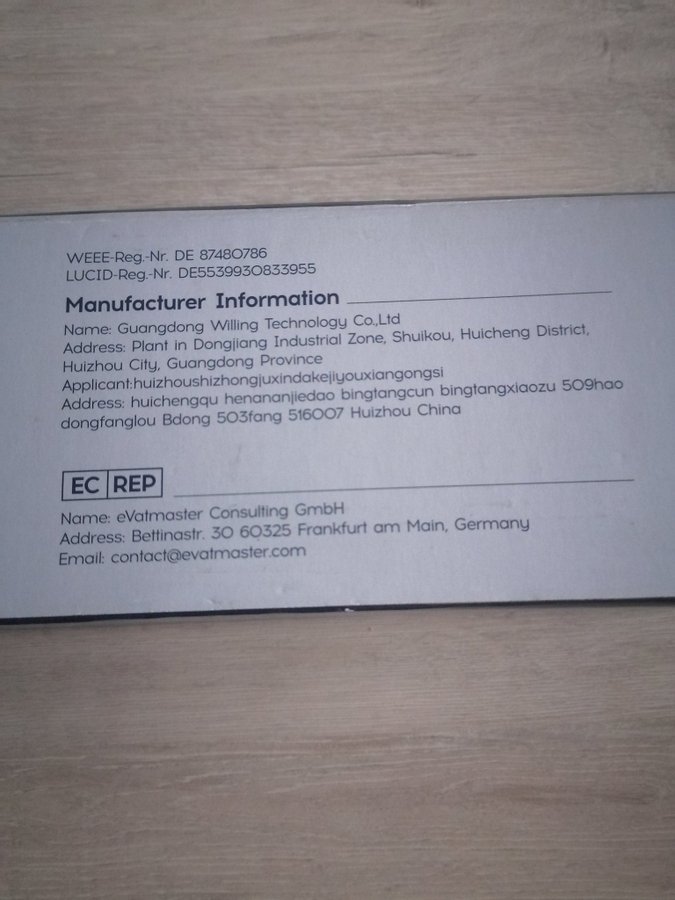 WEEE-Reg.-Nr. DE 87480786
LUCID-Reg.-Nr. DE5539930833955
Manufacturer Information
Name: Guangdong Willing Technology Co.,Ltd
Address: Plant in Dongjiang Industrial Zone, Shuikou, Huicheng District,
Huizhou City, Guangdong Province
Applicant:huizhoushizhongjuxindakejiyouxiangongsi
Address: huichengqu henananjiedao bingtangcun bingtangxiaozu 509hao
dongfanglou Bdong 503fang 516007 Huizhou China
EC REP
Name: eVatmaster Consulting GmbH
Address: Bettinastr. 30 60325 Frankfurt am Main, Germany
Email: contact@evatmaster.com